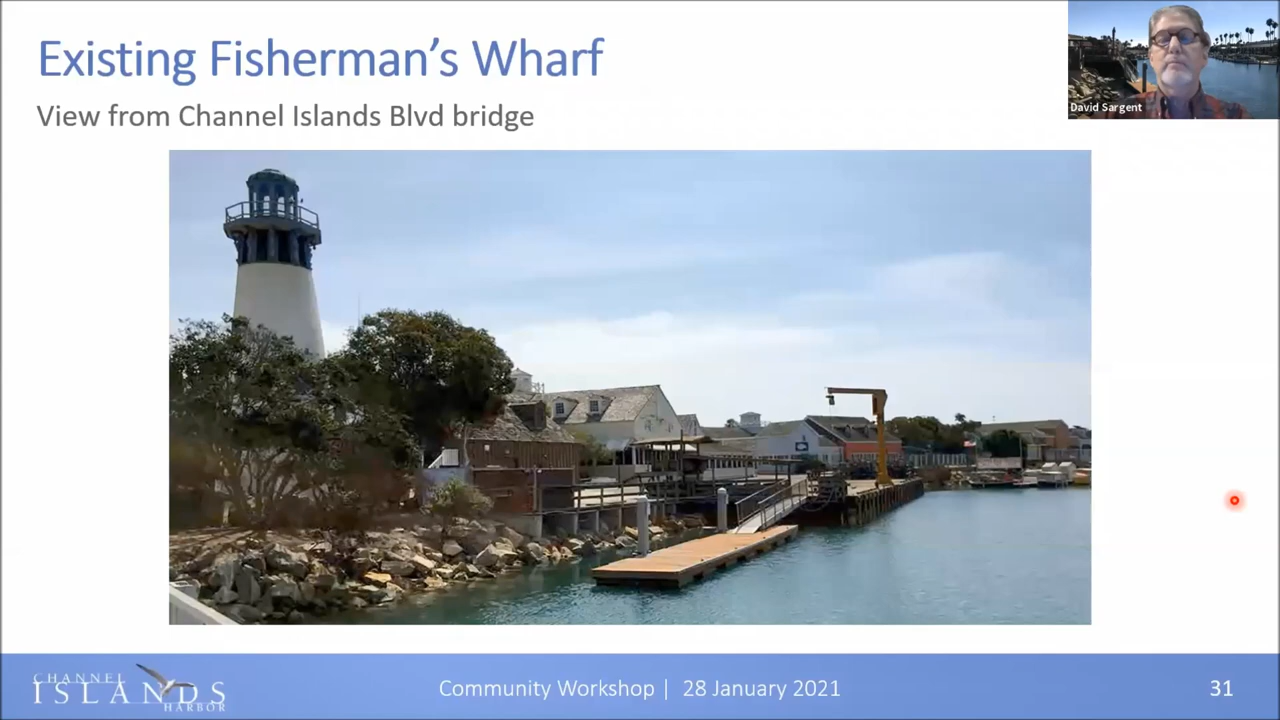 Existing Fisherman's Wharf
View from Channel Islands Blvd bridge
David Sargent
CHANNEL
ISLANDS
HARBOR
Community Workshop | 28 January 2021
31